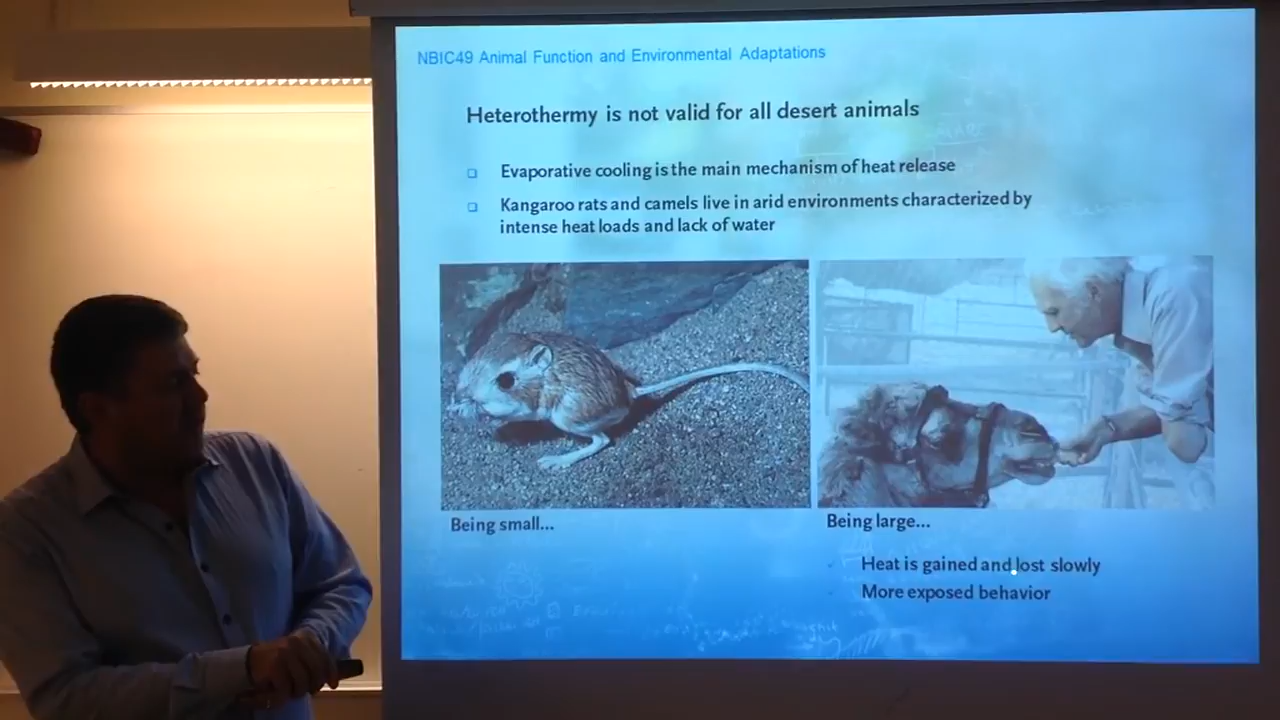 NBIC49 Animal Function and Environmental Adaptations
Heterothermy is not valid for all desert animals
Evaporative cooling is the main mechanism of heat release
Kangaroo rats and camels live in arid environments characterized by
intense heat loads and lack of water
Being small...
Being large...
Heat is gained and lost slowly
More exposed behavior